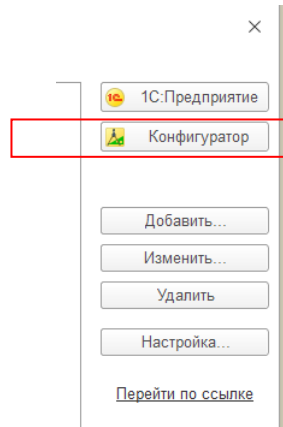 1С:Предприятие
Конфигуратор
Добавить...
Изменить...
Удалить
Настройка...
Перейти по ссылке